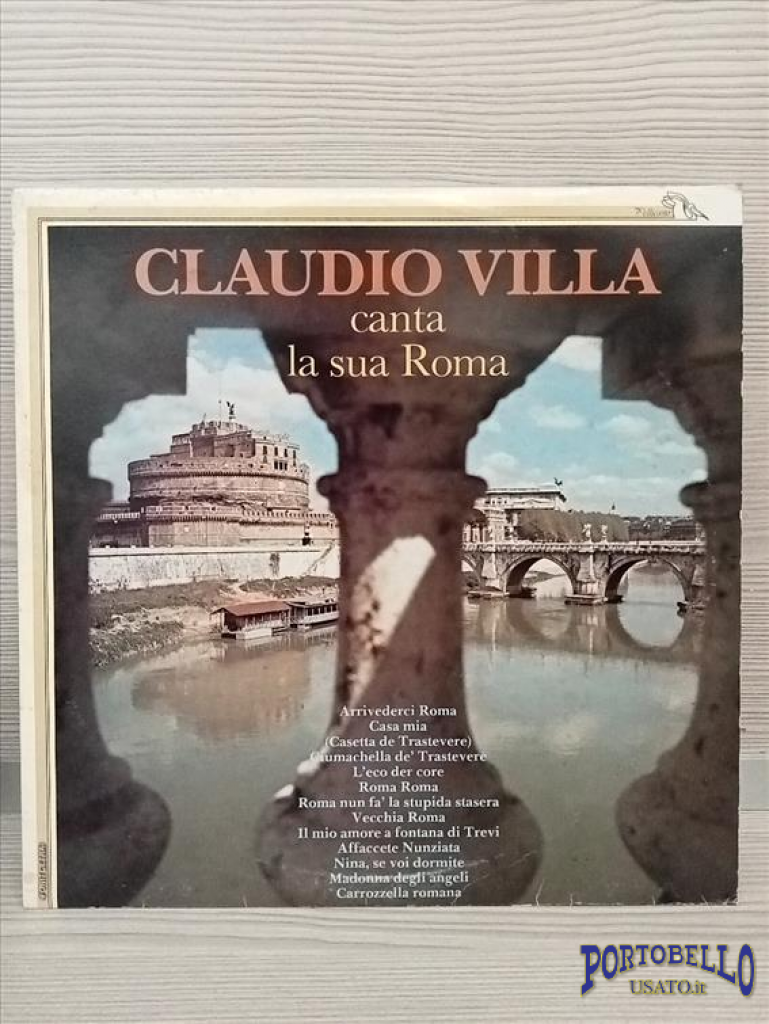 CLAUDIO VILLA
canta
la sua Roma
Arrivederci Roma
Casa mia
(Casetta de Trastevere)
Ciumachella de' Trastevere
L'eco der core
Roma Roma
Roma nun fa' la stupida stasera
Vecchia Roma
Il mio amore a fontana di Trevi
Affaccete Nunziata
Nina, se voi dormite
Madonna degli angeli
Carrozzella romana
PORTOBELLO
USATO.it